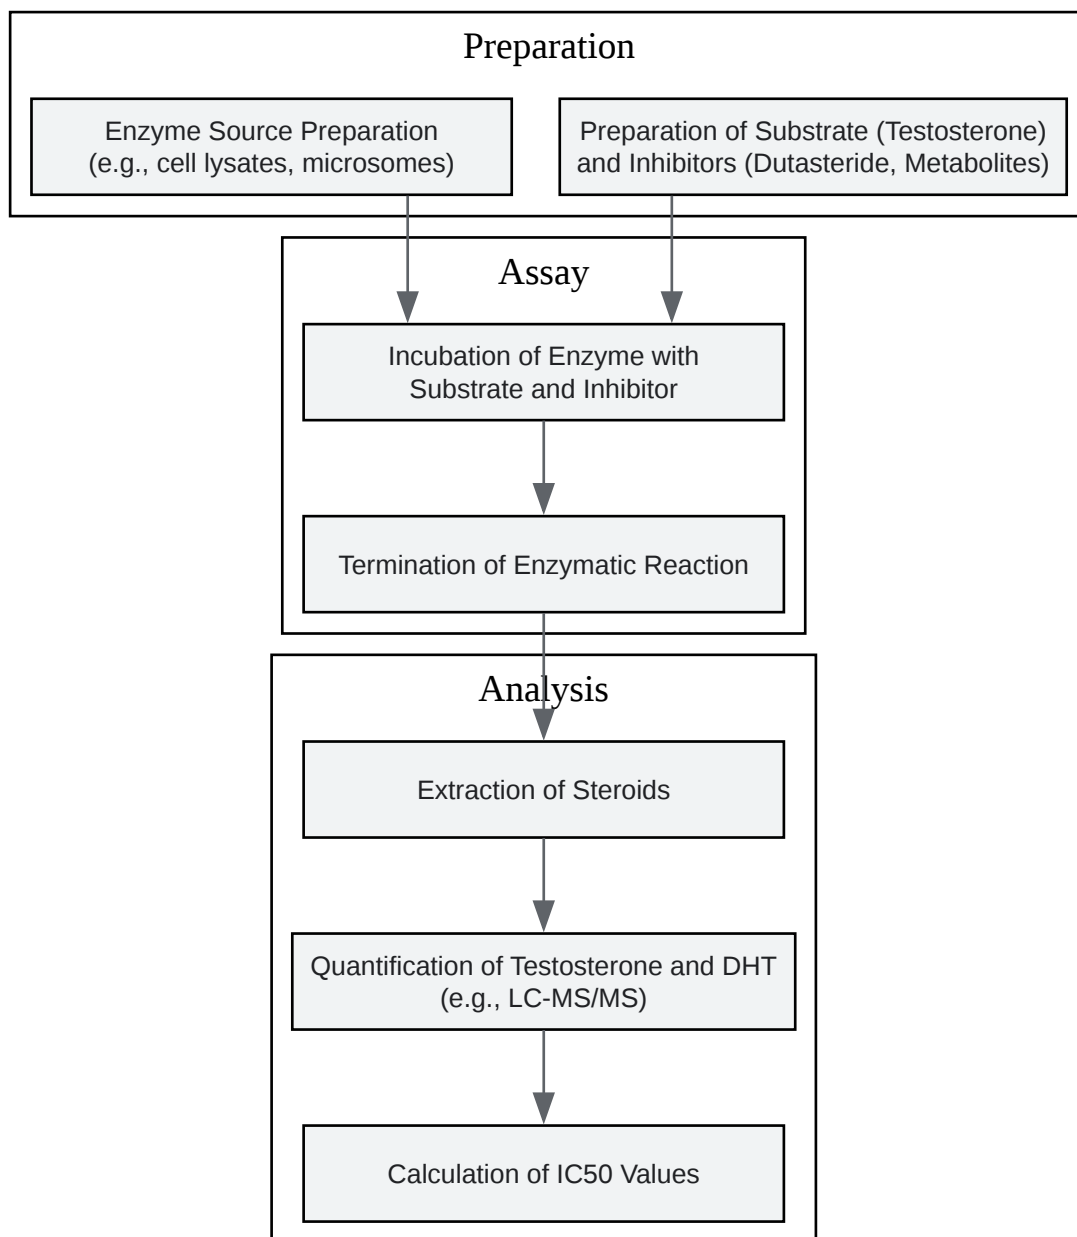 Preparation
Enzyme Source Preparation
(e.g., cell lysates, microsomes)
Preparation of Substrate (Testosterone)
and Inhibitors (Dutasteride, Metabolites)
Assay
Incubation of Enzyme with
Substrate and Inhibitor
Termination of Enzymatic Reaction
Analysis
Extraction of Steroids
Quantification of Testosterone and DHT
(e.g., LC-MS/MS)
Calculation of IC50 Values